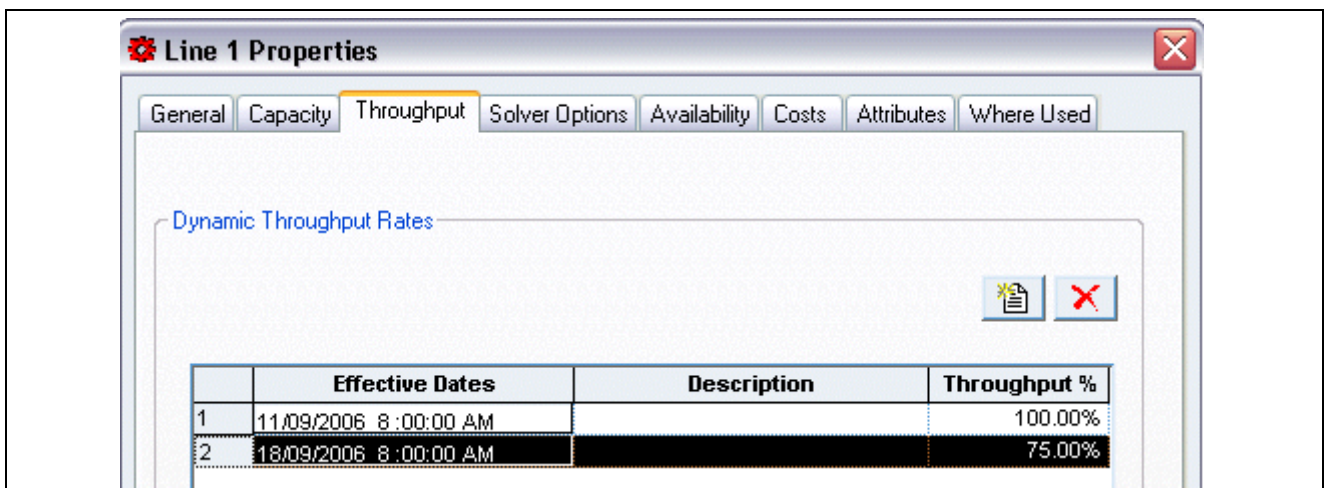 Line 1 Properties
General Capacity Throughput Solver Options Availability Costs Attributes Where Used
Dynamic Throughput Rates
Effective Dates Description Throughput %
1 11/09/2006 8 :00:00 AM 100.00%
2 18/09/2006 8 :00:00 AM 75.00%